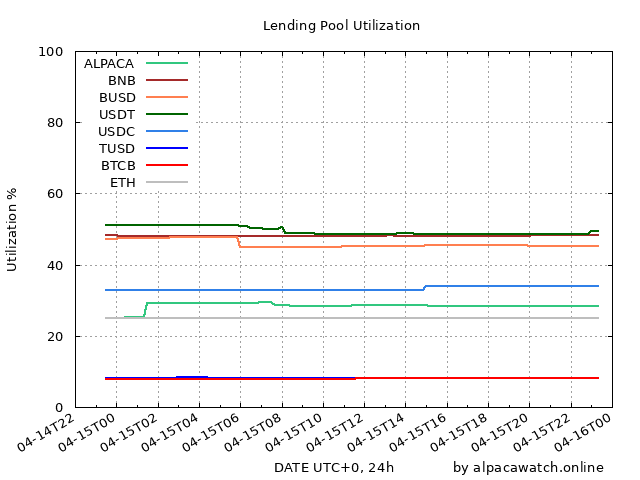 Lending Pool Utilization
100
80
60
40
20
0
Utilization %
ALPACA
BNB
BUSD
USDT
USDC
TUSD
BTCB
ETH
04-14T22
04-15T00
04-15T02
04-15T04
04-15T06
04-15T08
04-15T10
04-15T12
04-15T14
04-15T16
04-15T18
04-15T20
04-15T22
04-16T00
DATE UTC+0, 24h
by alpacawatch.online